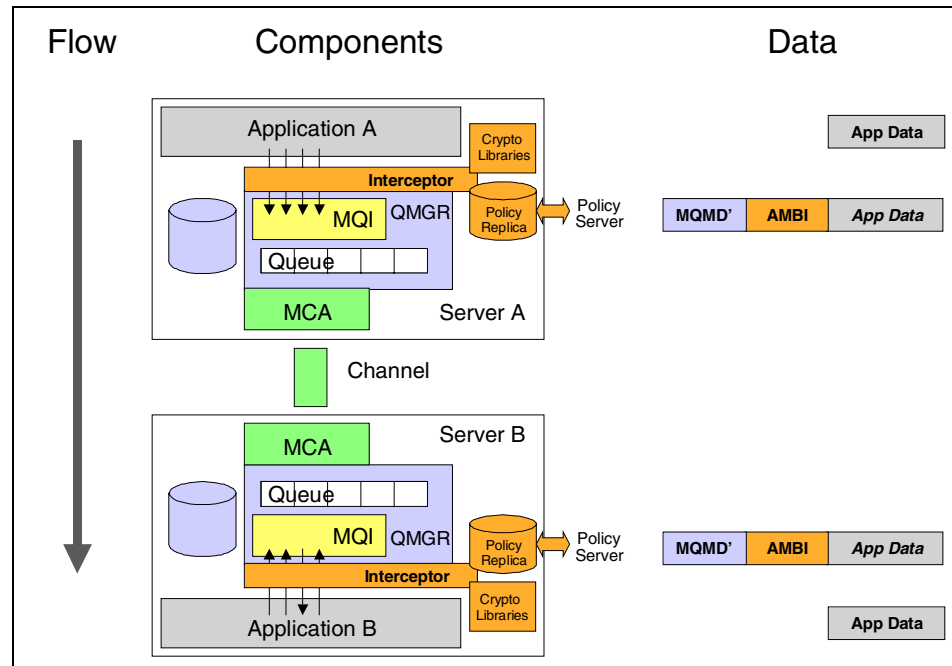 Flow
Components
Data
Application A
Crypto
Libraries
App Data
Interceptor
QMGR
MQI
Policy
Replica
Policy
Server
MQMD'
AMBI
App Data
Queue
MCA
Server A
Channel
MCA
Server B
Queue
MQI
QMGR
Policy
Replica
Policy
Server
MQMD'
AMBI
App Data
Interceptor
Crypto
Libraries
Application B
App Data